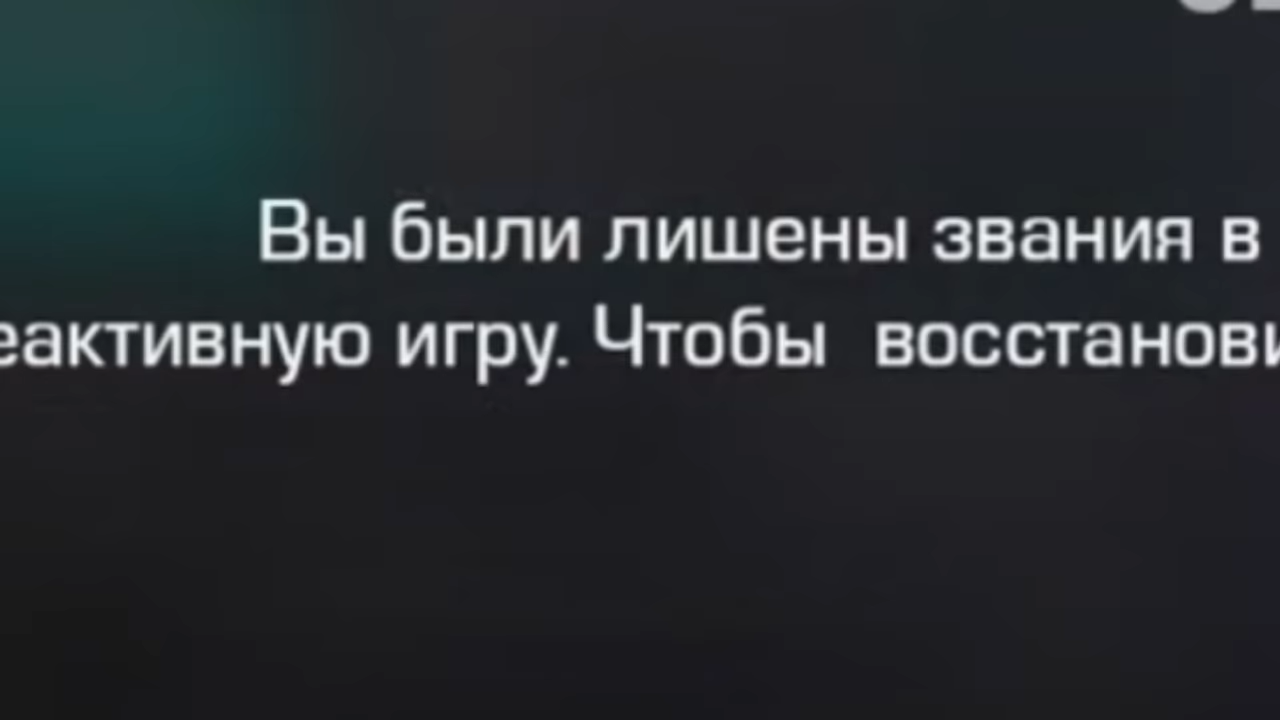 Вы были лишены звания в
еактивную игру. Чтобы восстанови